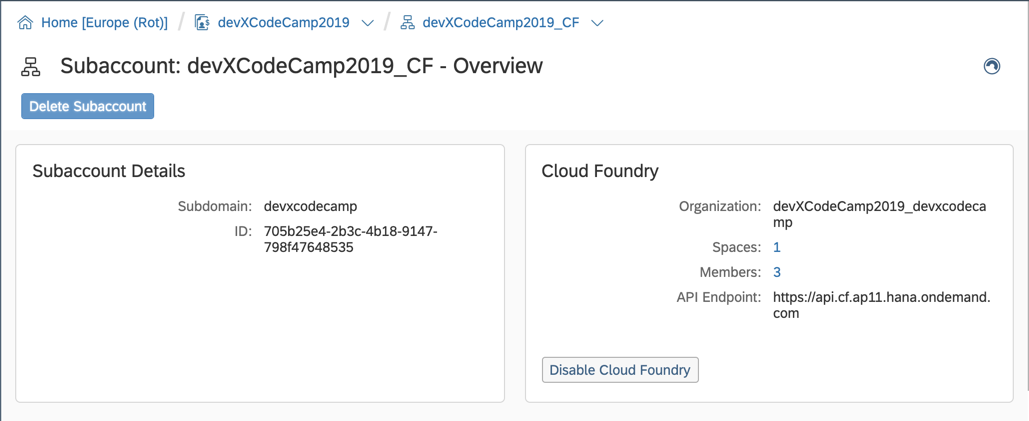 Home [Europe (Rot)] / devXCodeCamp2019 / devXCodeCamp2019_CF
Subaccount: devXCodeCamp2019_CF - Overview
Delete Subaccount
Subaccount Details
Subdomain: devxcodecamp
ID: 705b25e4-2b3c-4b18-9147-
798f47648535
Cloud Foundry
Organization: devXCodeCamp2019_devxcodeca
mp
Spaces: 1
Members: 3
API Endpoint: https://api.cf.ap11.hana.ondemand.
com
Disable Cloud Foundry